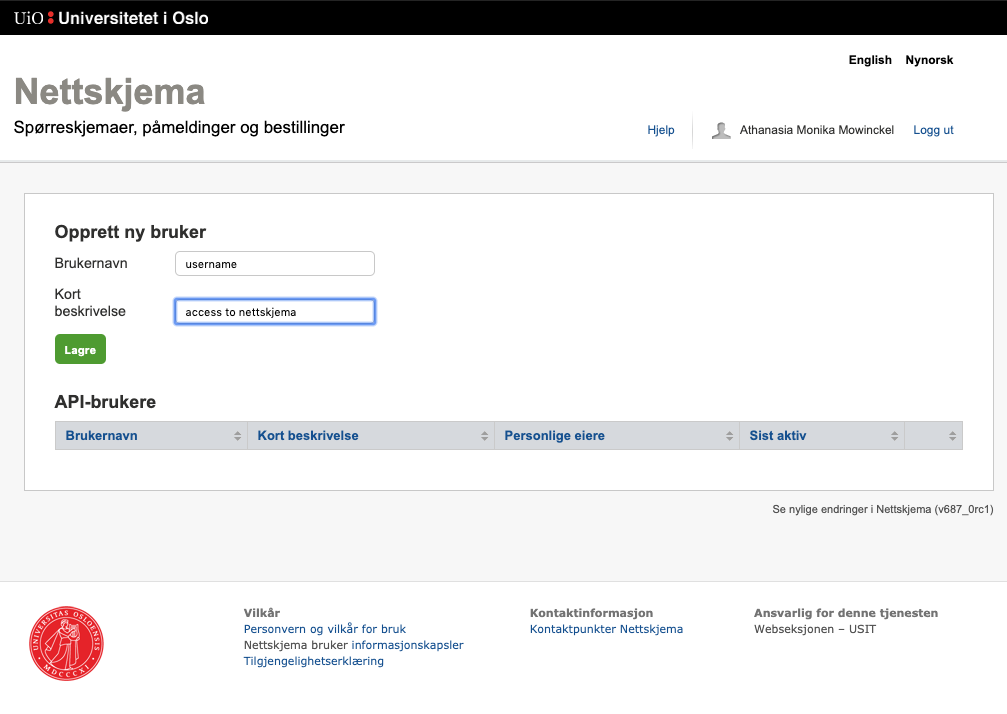 UiO Universitetet i Oslo
English Nynorsk
Nettskjema
Spørreskjemaer, påmeldinger og bestillinger
Hjelp Athanasia Monika Mowinckel Logg ut
Opprett ny bruker
Brukernavn username
Kort
beskrivelse access to nettskjema
Lagre
API-brukere
Brukernavn Kort beskrivelse Personlige eiere Sist aktiv
Se nylige endringer i Nettskjema (v687_0rc1)
UNIVERSITAS OSLOENSIS
MDCCCXI
Vilkår
Personvern og vilkår for bruk
Nettskjema bruker informasjonskapsler
Tilgjengelighetserklæring
Kontaktinformasjon
Kontaktpunkter Nettskjema
Ansvarlig for denne tjenesten
Webseksjonen – USIT